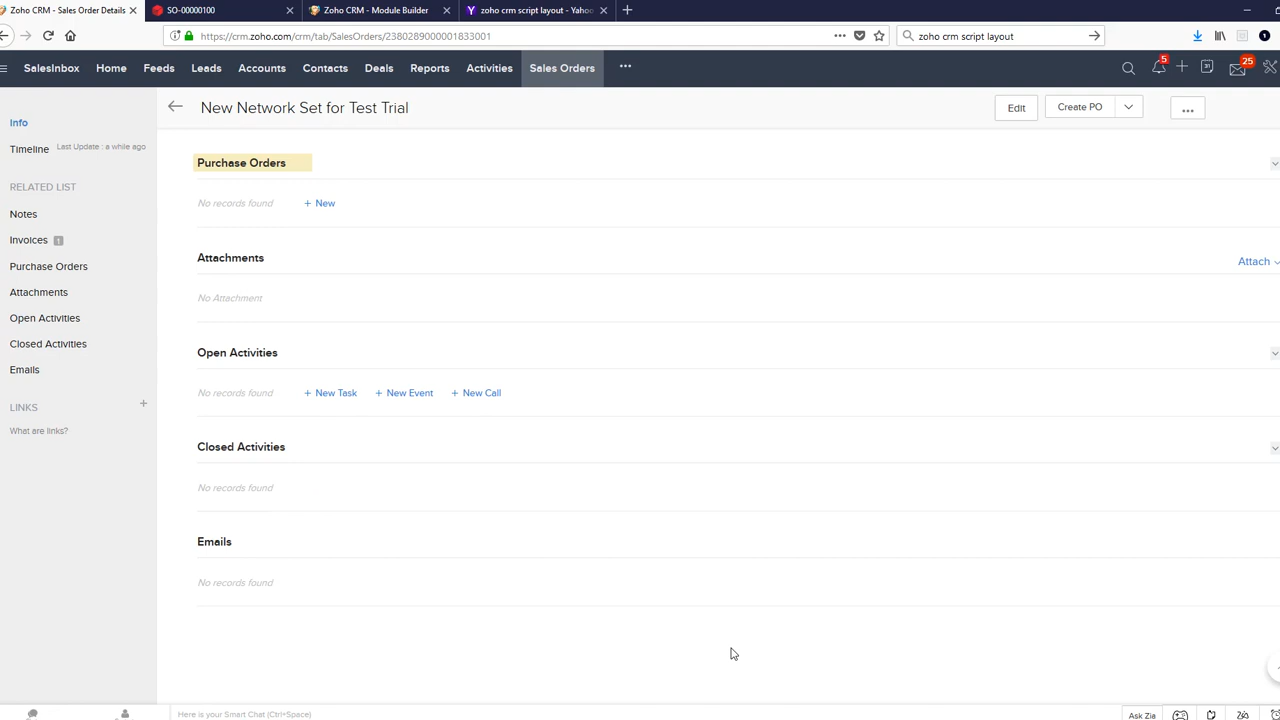 Zoho CRM - Sales Order Details
SO-00000100
Zoho CRM - Module Builder
zoho crm script layout - Yahoo
https://crm.zoho.com/crm/tab/SalesOrders/2380289000001833001
zoho crm script layout
SalesInbox
Home
Feeds
Leads
Accounts
Contacts
Deals
Reports
Activities
Sales Orders
5
31
25
New Network Set for Test Trial
Edit
Create PO
Info
Timeline
Last Update : a while ago
RELATED LIST
Notes
Invoices 1
Purchase Orders
Attachments
Open Activities
Closed Activities
Emails
LINKS +
What are links?
Purchase Orders
No records found
+ New
Attachments
Attach
No Attachment
Open Activities
No records found
+ New Task
+ New Event
+ New Call
Closed Activities
No records found
Emails
No records found
Here is your Smart Chat (Ctrl+Space)
Ask Zia